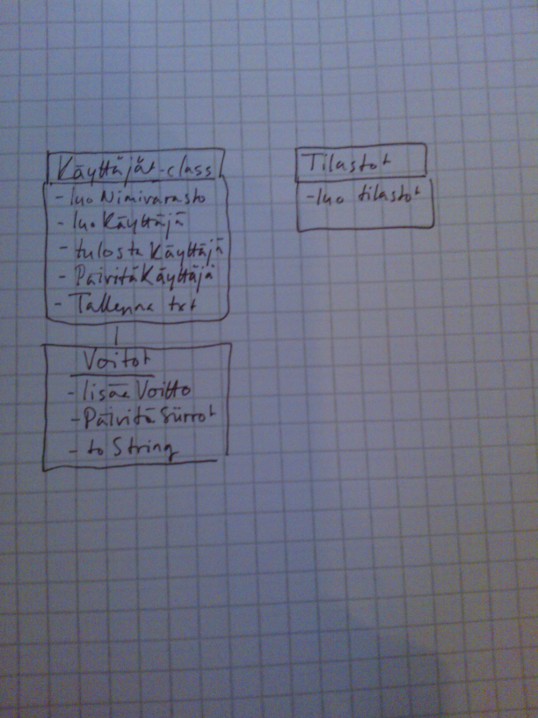 Käyttäjät-class
- luo Nimivarasto
- luo Käyttäjä
- tulosta Käyttäjä
- Päivitä Käyttäjä
- Tallenna txt
Voitot
- lisää Voitto
- Päivitä Siirrot
- to String
Tilastot
- luo tilastot